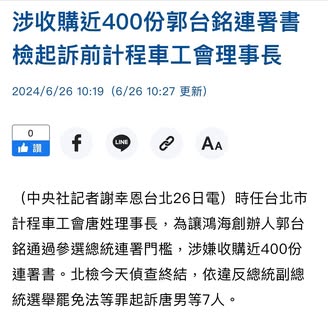 涉收購近400份郭台銘連署書
檢起訴前計程車工會理事長
2024/6/26 10:19（6/26 10:27 更新）
0
讚
f
LINE
AA
（中央社記者謝幸恩台北26日電）時任台北市
計程車工會唐姓理事長，為讓鴻海創辦人郭台
銘通過參選總統連署門檻，涉嫌收購近400份
連署書。北檢今天偵查終結，依違反總統副總
統選舉罷免法等罪起訴唐男等7人。